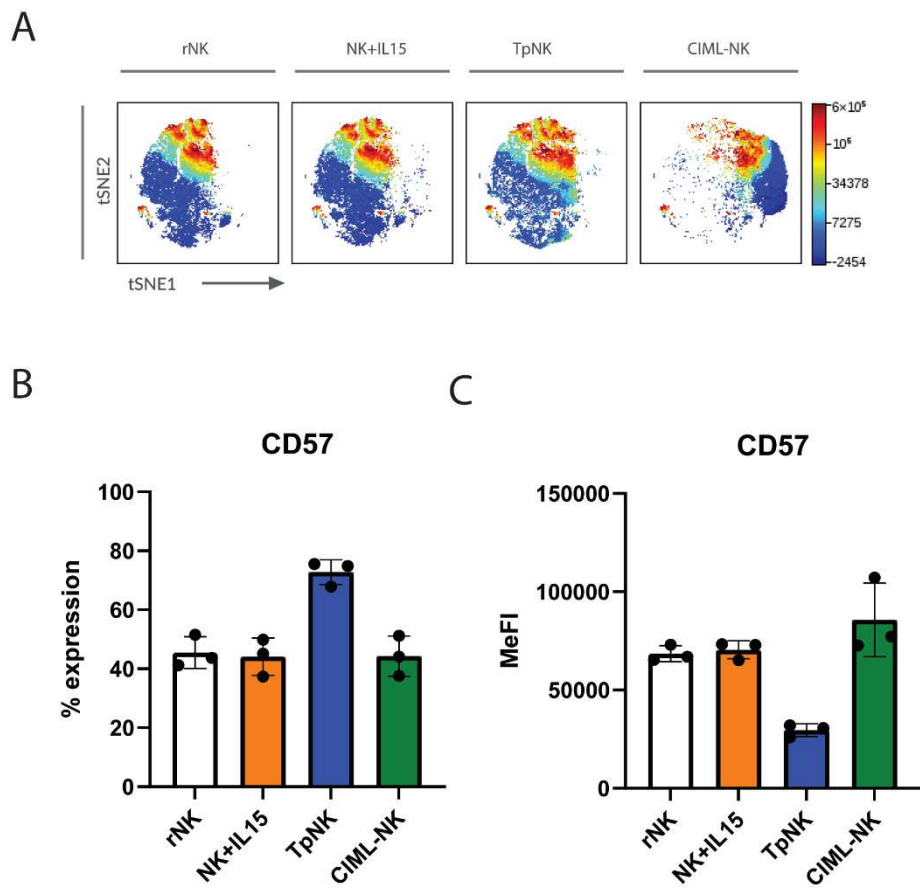 A
rNK
NK+IL15
TpNK
CIML-NK
tSNE2
6×10⁵
10⁵
34378
7275
-2454
tSNE1
B
CD57
100
80
60
40
20
0
% expression
rNK
NK+IL15
TpNK
CIML-NK
C
CD57
150000
100000
50000
0
MeFI
rNK
NK+IL15
TpNK
CIML-NK